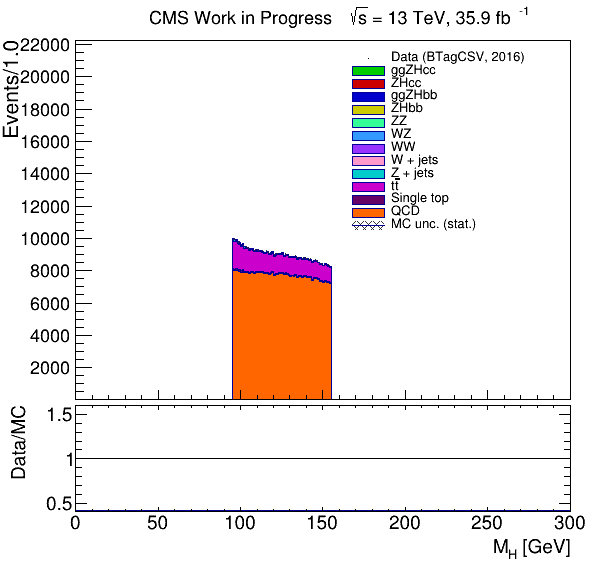 CMS Work in Progress √s = 13 TeV, 35.9 fb -1
Events/1.0
22000
20000
18000
16000
14000
12000
10000
8000
6000
4000
2000
Data (BTagCSV, 2016)
ggZHcc
ZHcc
ggZHbb
ZHbb
ZZ
WZ
WW
W + jets
Z + jets
tt̅
Single top
QCD
MC unc. (stat.)
Data/MC
1.5
1
0.5
0 50 100 150 200 250 300
M_H [GeV]